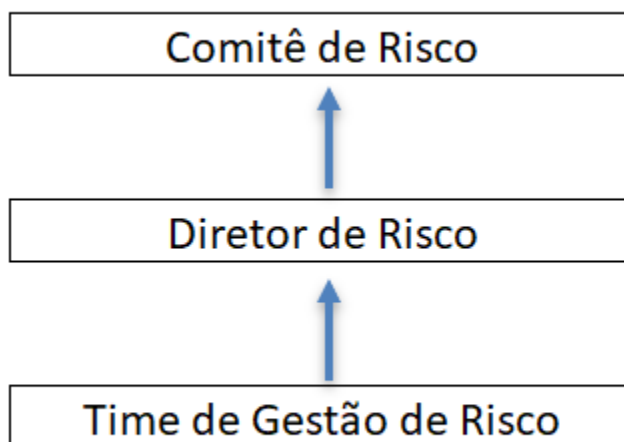 Comitê de Risco
Diretor de Risco
Time de Gestão de Risco